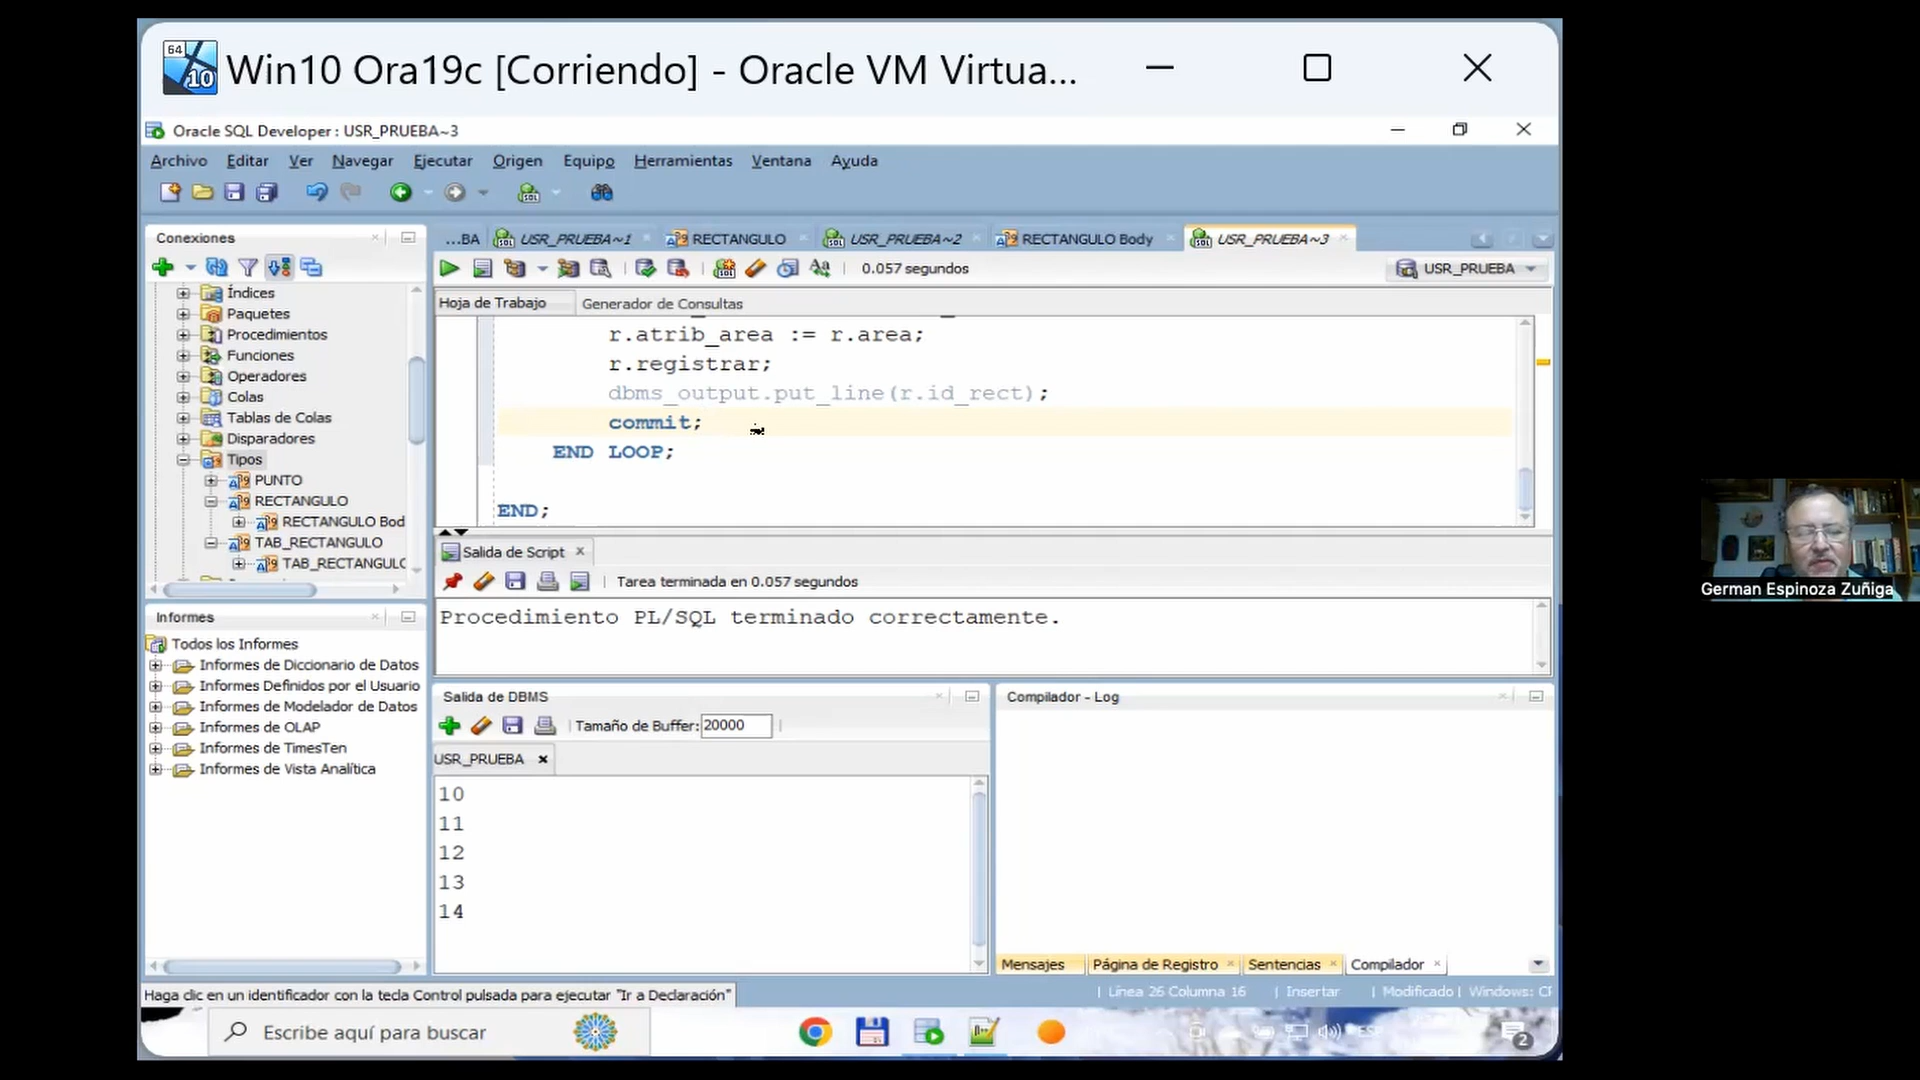 64
10
Win10 Ora19c [Corriendo] - Oracle VM Virtua...
Oracle SQL Developer : USR_PRUEBA~3
Archivo Editar Ver Navegar Ejecutar Origen Equipo Herramientas Ventana Ayuda
Conexiones
...BA USR_PRUEBA~1 RECTANGULO USR_PRUEBA~2 RECTANGULO Body USR_PRUEBA~3
0.057 segundos
USR_PRUEBA
Hoja de Trabajo Generador de Consultas
Índices
Paquetes
Procedimientos
Funciones
Operadores
Colas
Tablas de Colas
Disparadores
Tipos
PUNTO
RECTANGULO
RECTANGULO Bod
TAB_RECTANGULO
TAB_RECTANGULO
r.atrib_area := r.area;
r.registrar;
dbms_output.put_line(r.id_rect);
commit;
END LOOP;
END;
Salida de Script
Tarea terminada en 0.057 segundos
Procedimiento PL/SQL terminado correctamente.
Informes
Todos los Informes
Informes de Diccionario de Datos
Informes Definidos por el Usuario
Informes de Modelador de Datos
Informes de OLAP
Informes de TimesTen
Informes de Vista Analítica
Salida de DBMS
Tamaño de Buffer: 20000
USR_PRUEBA
10
11
12
13
14
Compilador - Log
Mensajes Página de Registro Sentencias Compilador
Haga clic en un identificador con la tecla Control pulsada para ejecutar "Ir a Declaración"
Línea 26 Columna 16 Insertar Modificado Windows: CR
Escribe aquí para buscar
ESP
2
German Espinoza Zuñiga